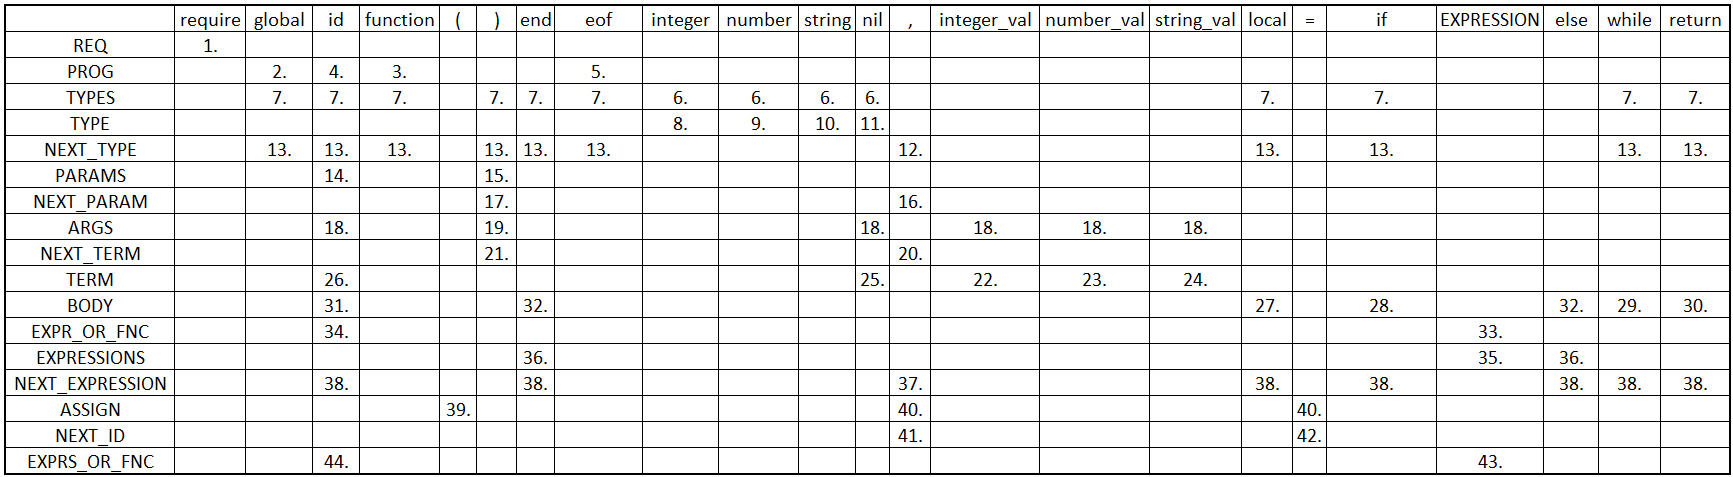 require global id function ( ) end eof integer number string nil , integer_val number_val string_val local = if EXPRESSION else while return
REQ 1.
PROG 2. 4. 3. 5.
TYPES 7. 7. 7. 7. 7. 7. 6. 6. 6. 6. 7. 7. 7. 7.
TYPE 8. 9. 10. 11.
NEXT_TYPE 13. 13. 13. 13. 13. 13. 12. 13. 13. 13. 13.
PARAMS 14. 15.
NEXT_PARAM 17. 16.
ARGS 18. 19. 18. 18. 18. 18.
NEXT_TERM 21. 20.
TERM 26. 25. 22. 23. 24.
BODY 31. 32. 27. 28. 32. 29. 30.
EXPR_OR_FNC 34. 33.
EXPRESSIONS 36. 35. 36.
NEXT_EXPRESSION 38. 38. 37. 38. 38. 38. 38. 38.
ASSIGN 39. 40. 40.
NEXT_ID 41. 42.
EXPRS_OR_FNC 44. 43.